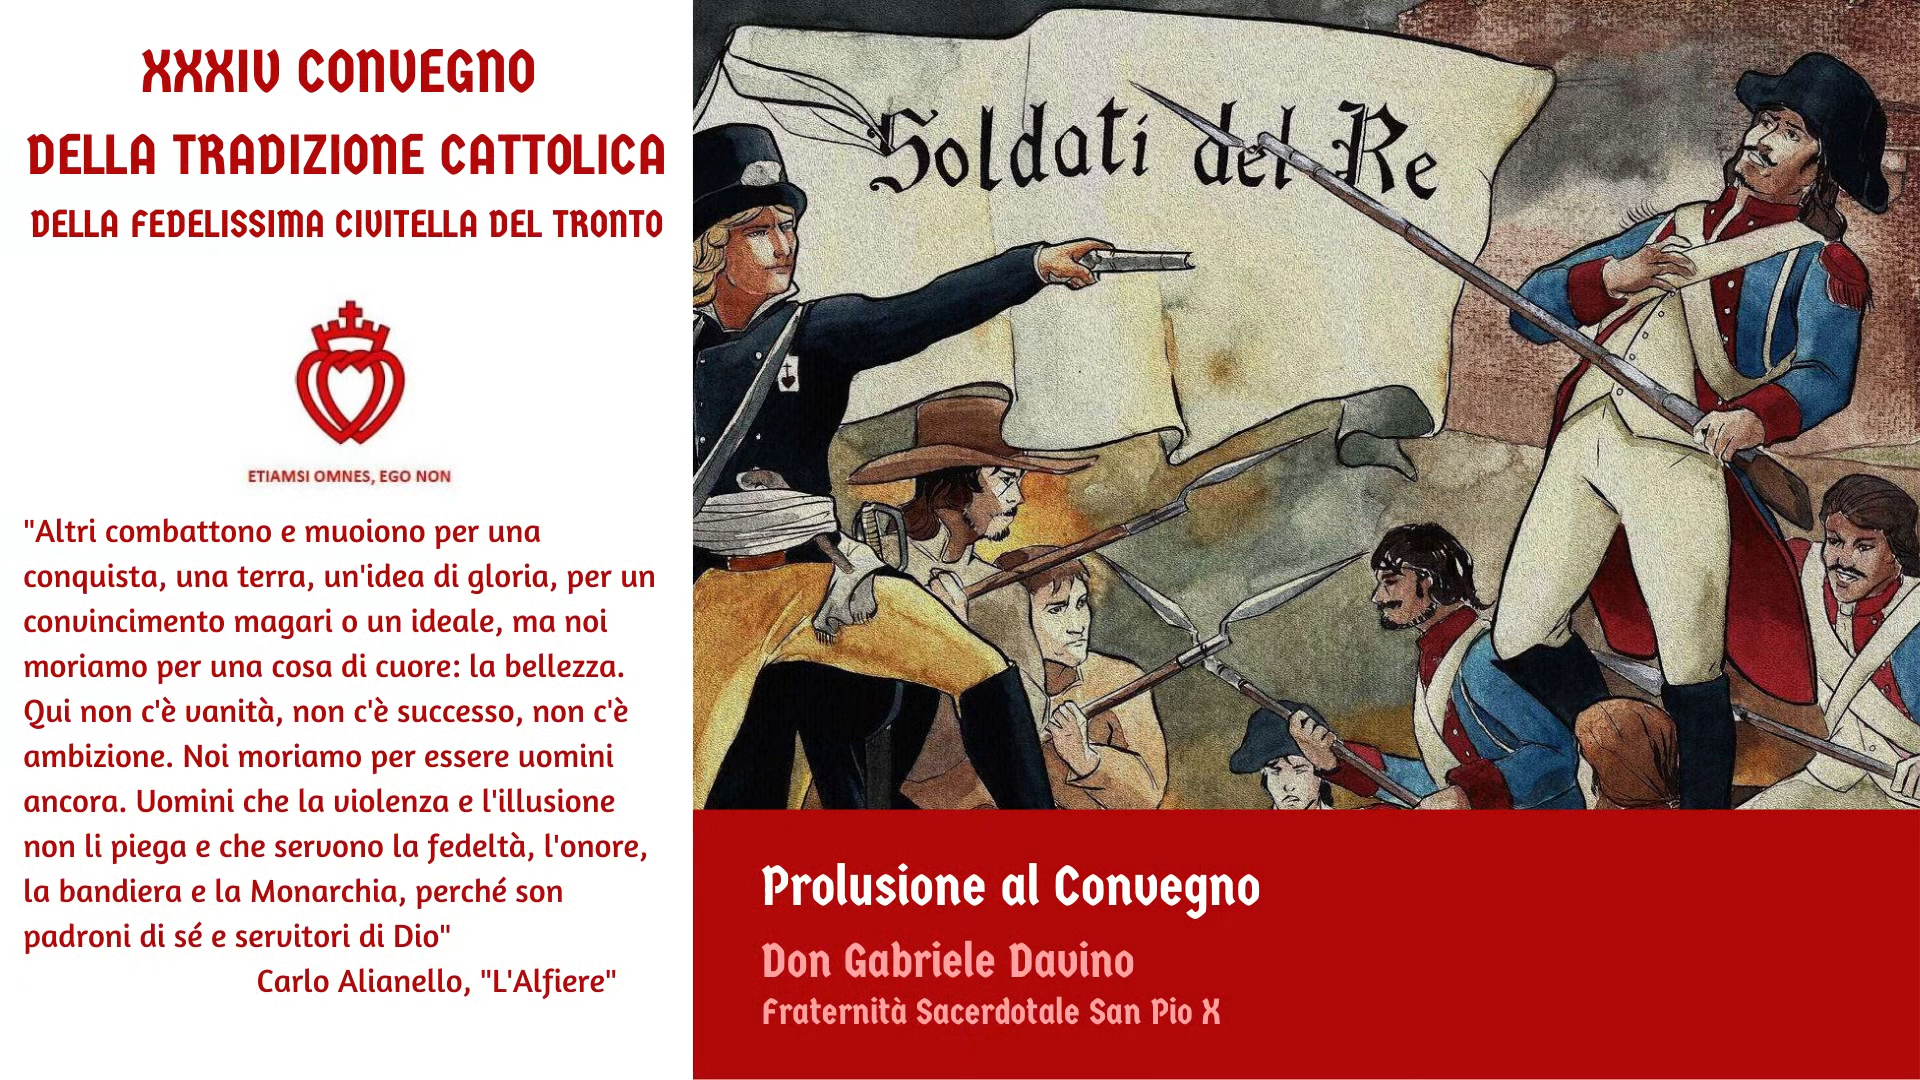 XXXIV CONVEGNO
DELLA TRADIZIONE CATTOLICA
DELLA FEDELISSIMA CIVITELLA DEL TRONTO
ETIAMSI OMNES, EGO NON
"Altri combattono e muoiono per una
conquista, una terra, un'idea di gloria, per un
convincimento magari o un ideale, ma noi
moriamo per una cosa di cuore: la bellezza.
Qui non c'è vanità, non c'è successo, non c'è
ambizione. Noi moriamo per essere uomini
ancora. Uomini che la violenza e l'illusione
non li piega e che servono la fedeltà, l'onore,
la bandiera e la Monarchia, perché son
padroni di sé e servitori di Dio"
Carlo Alianello, "L'Alfiere"
Soldati del Re
Prolusione al Convegno
Don Gabriele Davino
Fraternità Sacerdotale San Pio X